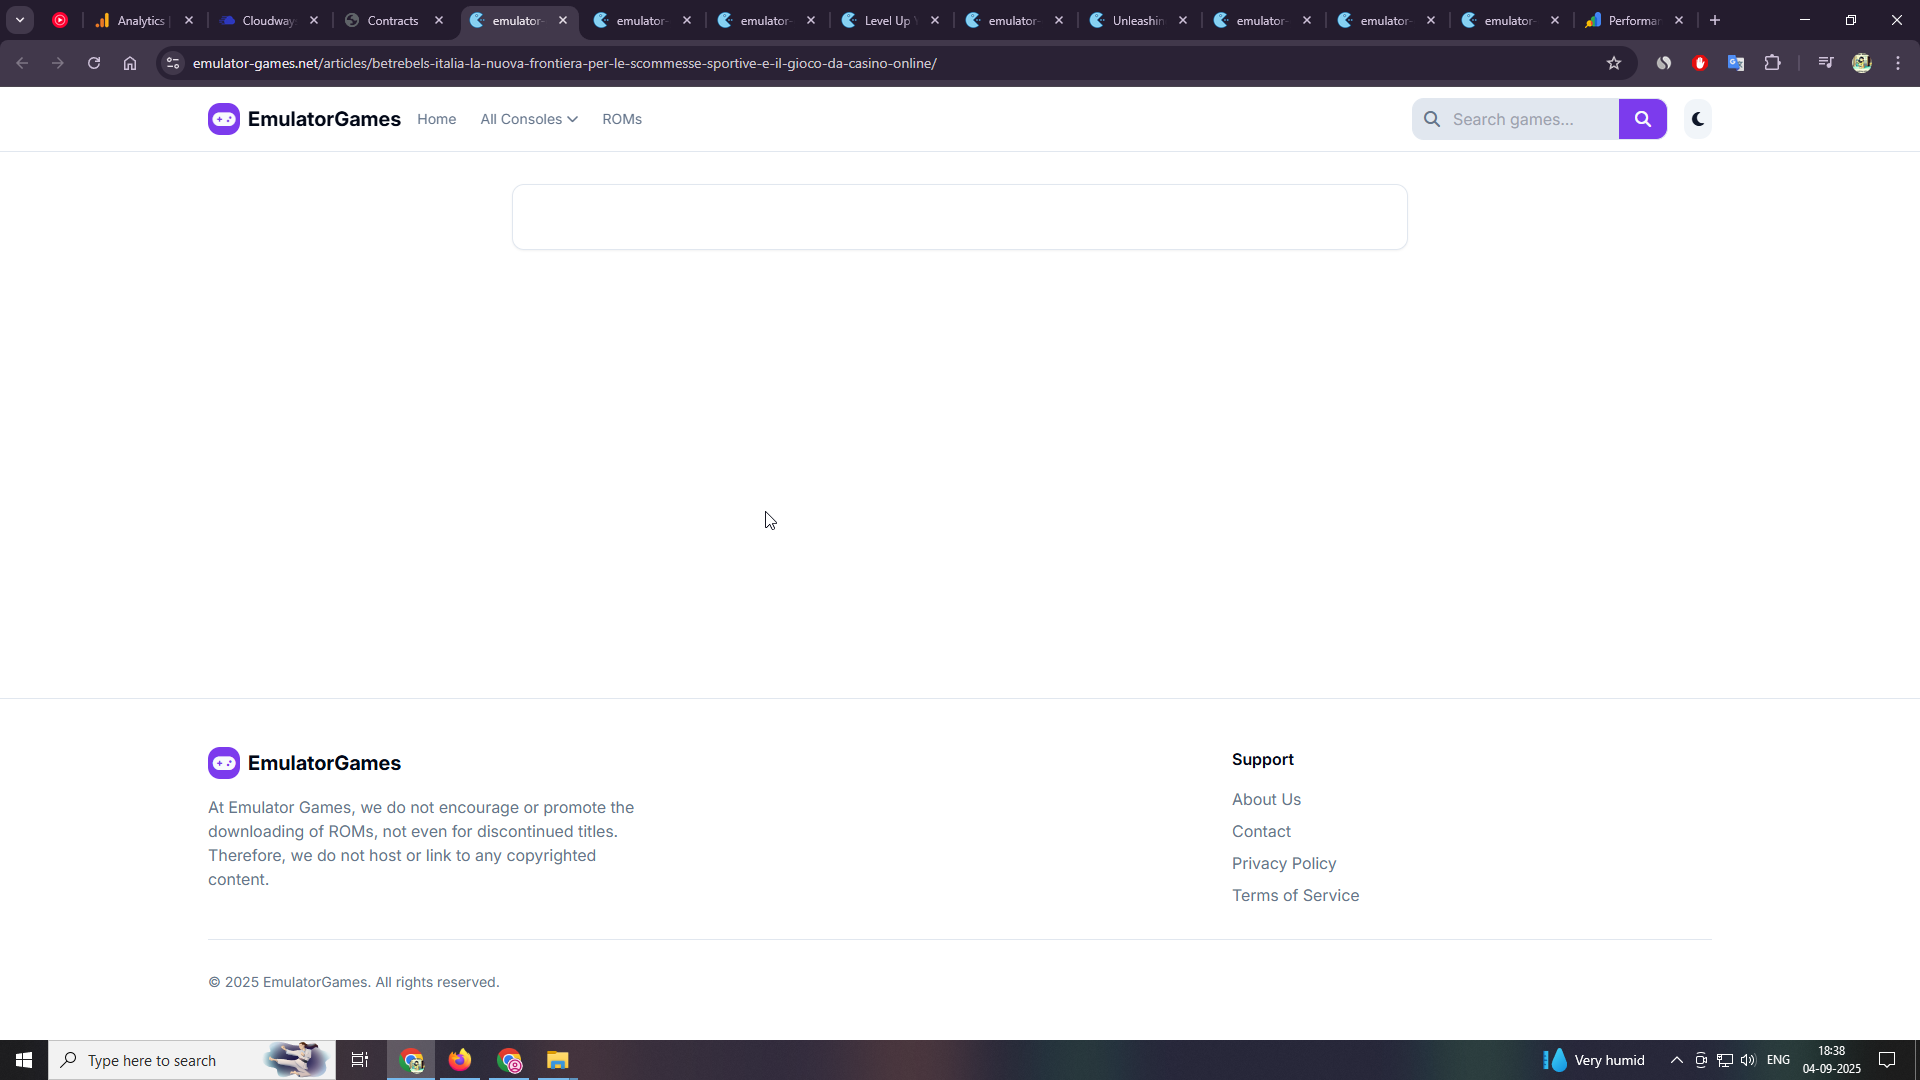 Analytics
Cloudway
Contracts
emulator-
emulator-
emulator-
Level Up
emulator-
Unleashin
emulator-
emulator-
emulator-
Performan
emulator-games.net/articles/betrebels-italia-la-nuova-frontiera-per-le-scommesse-sportive-e-il-gioco-da-casino-online/
EmulatorGames
Home
All Consoles
ROMs
Search games...
EmulatorGames
At Emulator Games, we do not encourage or promote the
downloading of ROMs, not even for discontinued titles.
Therefore, we do not host or link to any copyrighted
content.
Support
About Us
Contact
Privacy Policy
Terms of Service
© 2025 EmulatorGames. All rights reserved.
Type here to search
Very humid
ENG
18:38
04-09-2025